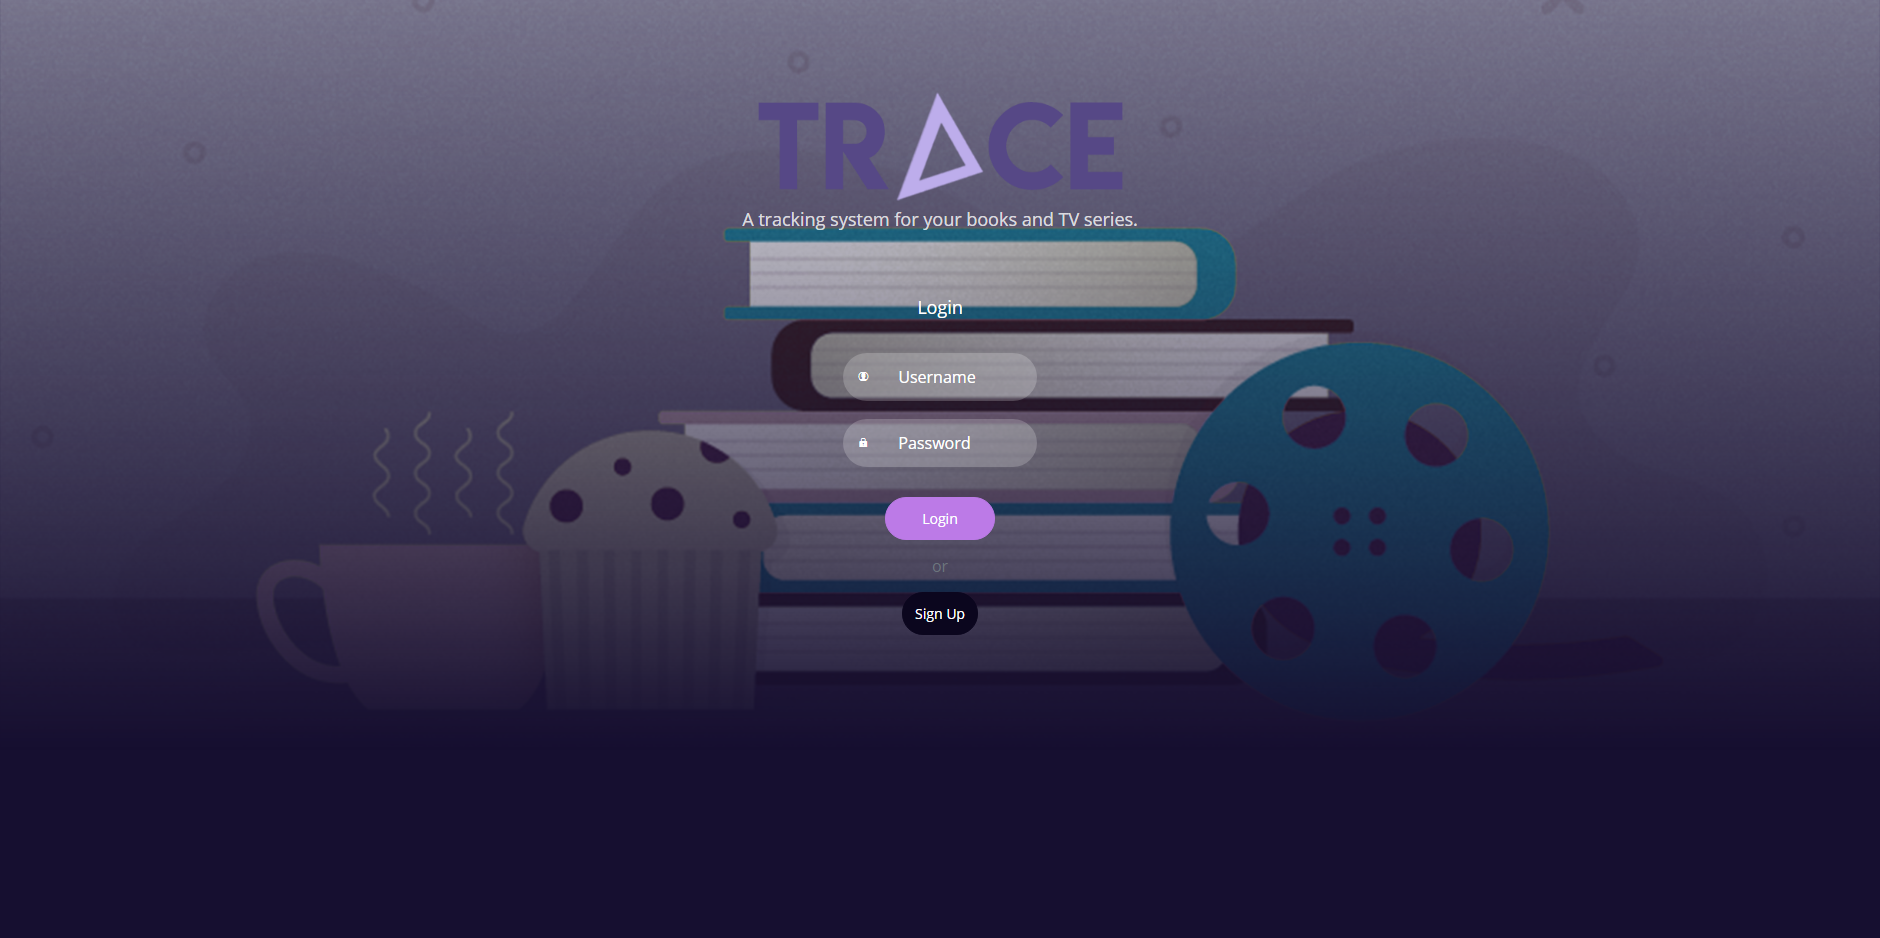 TRACE
A tracking system for your books and TV series.
Login
Username
Password
Login
or
Sign Up